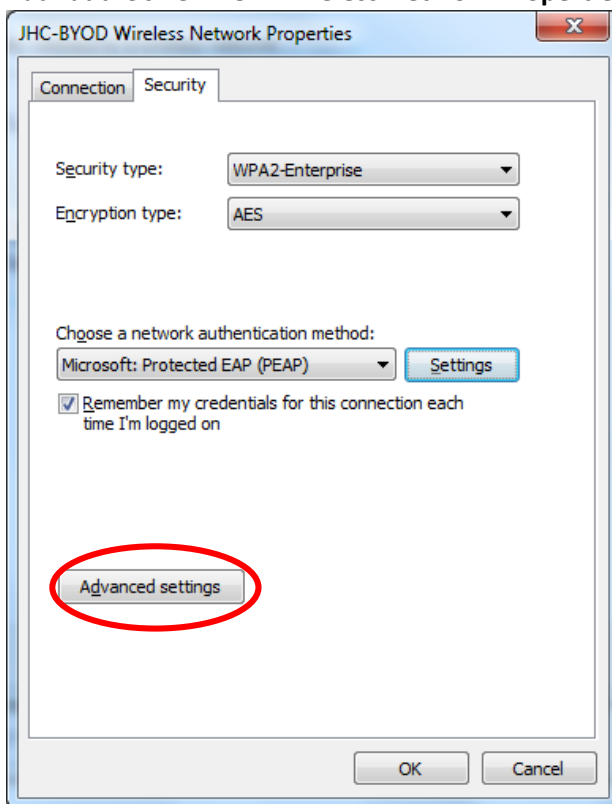 JHC-BYOD Wireless Network Properties
Connection Security
Security type: WPA2-Enterprise
Encryption type: AES
Choose a network authentication method:
Microsoft: Protected EAP (PEAP) Settings
Remember my credentials for this connection each
time I'm logged on
Advanced settings
OK Cancel